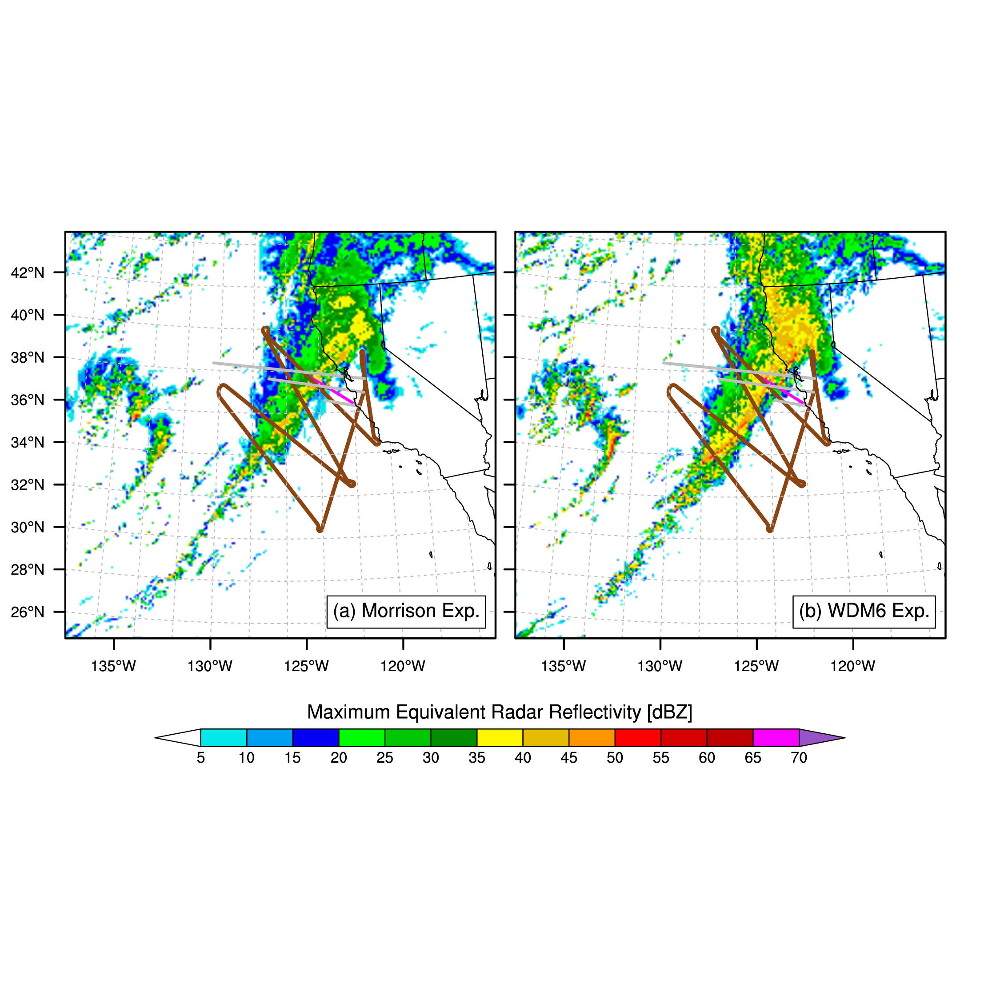 42°N
40°N
38°N
36°N
34°N
32°N
30°N
28°N
26°N
(a) Morrison Exp.
(b) WDM6 Exp.
135°W 130°W 125°W 120°W 135°W 130°W 125°W 120°W
Maximum Equivalent Radar Reflectivity [dBZ]
5 10 15 20 25 30 35 40 45 50 55 60 65 70